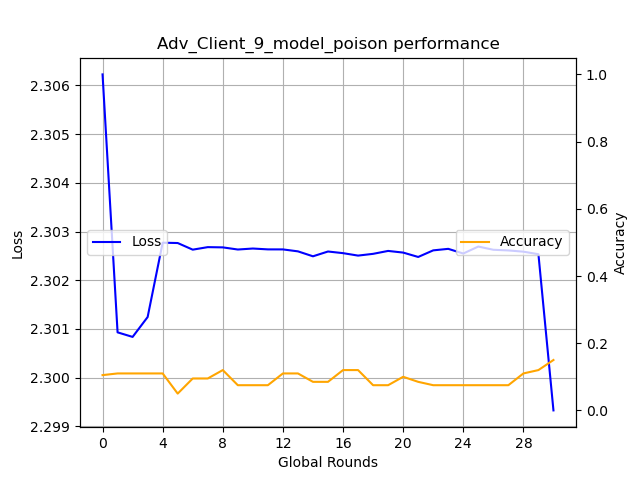 Adv_Client_9_model_poison performance
2.306
2.305
2.304
2.303
2.302
2.301
2.300
2.299
Loss
Loss
Accuracy
1.0
0.8
0.6
0.4
0.2
0.0
Accuracy
0 4 8 12 16 20 24 28
Global Rounds